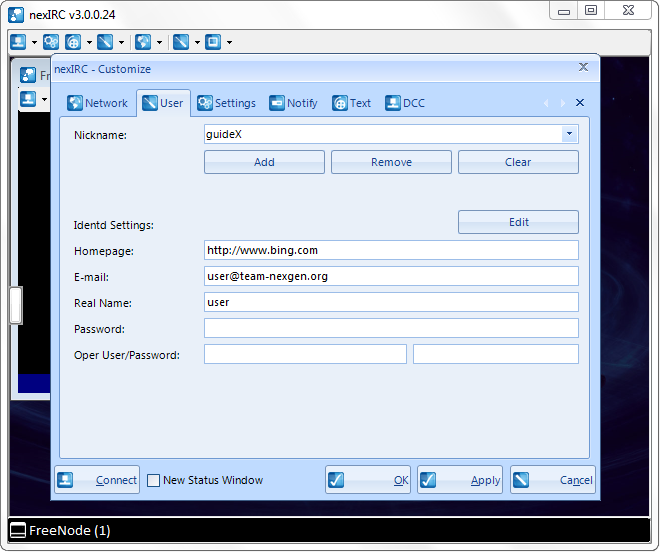 nexIRC v3.0.0.24
Fr
nexIRC - Customize
Network User Settings Notify Text DCC
Nickname: guideX
Add Remove Clear
Identd Settings: Edit
Homepage: http://www.bing.com
E-mail: user@team-nexgen.org
Real Name: user
Password:
Oper User/Password:
Connect New Status Window OK Apply Cancel
FreeNode (1)